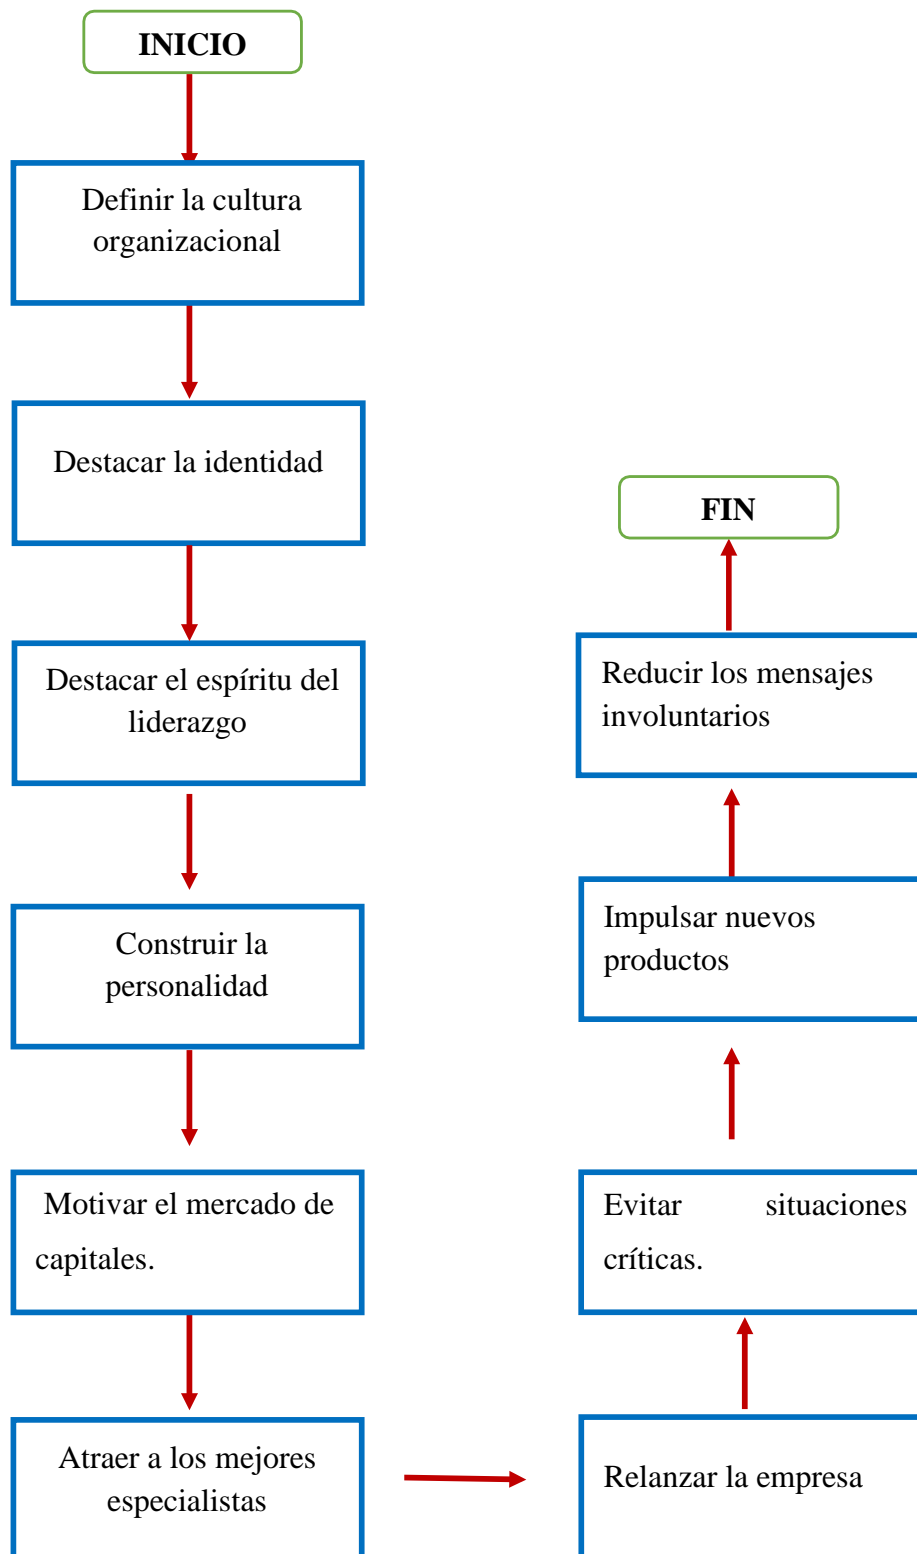 INICIO
Definir la cultura
organizacional
Destacar la identidad
Destacar el espíritu del
liderazgo
Construir la
personalidad
Motivar el mercado de
capitales.
Atraer a los mejores
especialistas
Relanzar la empresa
Evitar situaciones
críticas.
Impulsar nuevos
productos
Reducir los mensajes
involuntarios
FIN